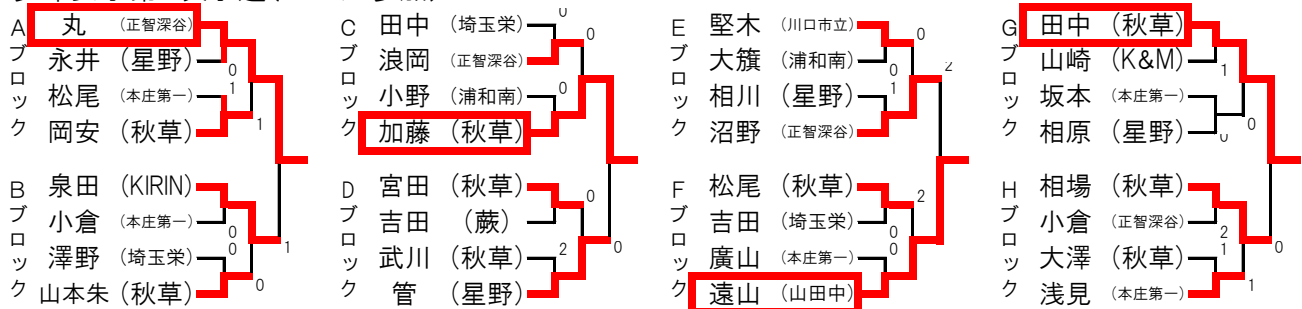 Aブロック
丸 (正智深谷)
永井 (星野)
0
松尾 (本庄第一)
1
岡安 (秋草)
1
Bブロック
泉田 (KIRIN)
小倉 (本庄第一)
0
澤野 (埼玉栄)
0
山本朱 (秋草)
0
1
Cブロック
田中 (埼玉栄)
浪岡 (正智深谷)
0
小野 (浦和南)
0
加藤 (秋草)
Dブロック
宮田 (秋草)
吉田 (蕨)
0
武川 (秋草)
2
管 (星野)
0
Eブロック
堅木 (川口市立)
0
大籏 (浦和南)
0
相川 (星野)
1
沼野 (正智深谷)
Fブロック
松尾 (秋草)
2
吉田 (埼玉栄)
0
廣山 (本庄第一)
0
遠山 (山田中)
Gブロック
田中 (秋草)
山崎 (K&M)
1
坂本 (本庄第一)
相原 (星野)
0
Hブロック
相場 (秋草)
小倉 (正智深谷)
2
大澤 (秋草)
1
浅見 (本庄第一)
1
0